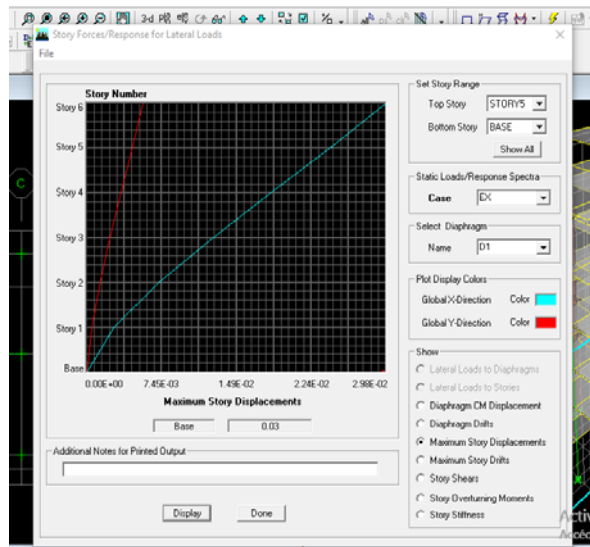 3-d
Story Forces/Response for Lateral Loads
File
Story Number
Story 6
Story 5
Story 4
Story 3
Story 2
Story 1
Base
0.00E+00 7.45E-03 1.49E-02 2.24E-02 2.98E-02
Maximum Story Displacements
Base 0.03
Additional Notes for Printed Output
Display Done
Set Story Range
Top Story STORY5
Bottom Story BASE
Show All
Static Loads/Response Spectra
Case EX
Select Diaphragm
Name D1
Plot Display Colors
Global X-Direction Color
Global Y-Direction Color
Show
Lateral Loads to Diaphragms
Lateral Loads to Stories
Diaphragm CM Displacement
Diaphragm Drifts
Maximum Story Displacements
Maximum Story Drifts
Story Shears
Story Overturning Moments
Story Stiffness
C
Activ
Accéc